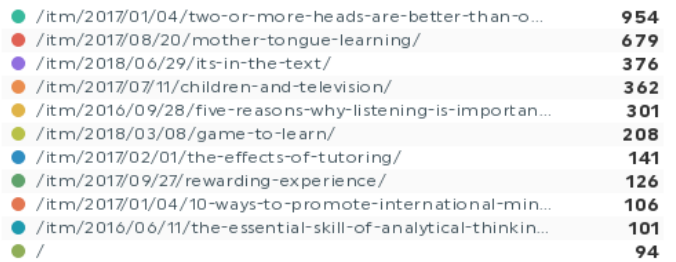 /itm/2017/01/04/two-or-more-heads-are-better-than-o... 954
/itm/2017/08/20/mother-tongue-learning/ 679
/itm/2018/06/29/its-in-the-text/ 376
/itm/2017/07/11/children-and-television/ 362
/itm/2016/09/28/five-reasons-why-listening-is-importan... 301
/itm/2018/03/08/game-to-learn/ 208
/itm/2017/02/01/the-effects-of-tutoring/ 141
/itm/2017/09/27/rewarding-experience/ 126
/itm/2017/01/04/10-ways-to-promote-international-min... 106
/itm/2016/06/11/the-essential-skill-of-analytical-thinkin... 101
/ 94